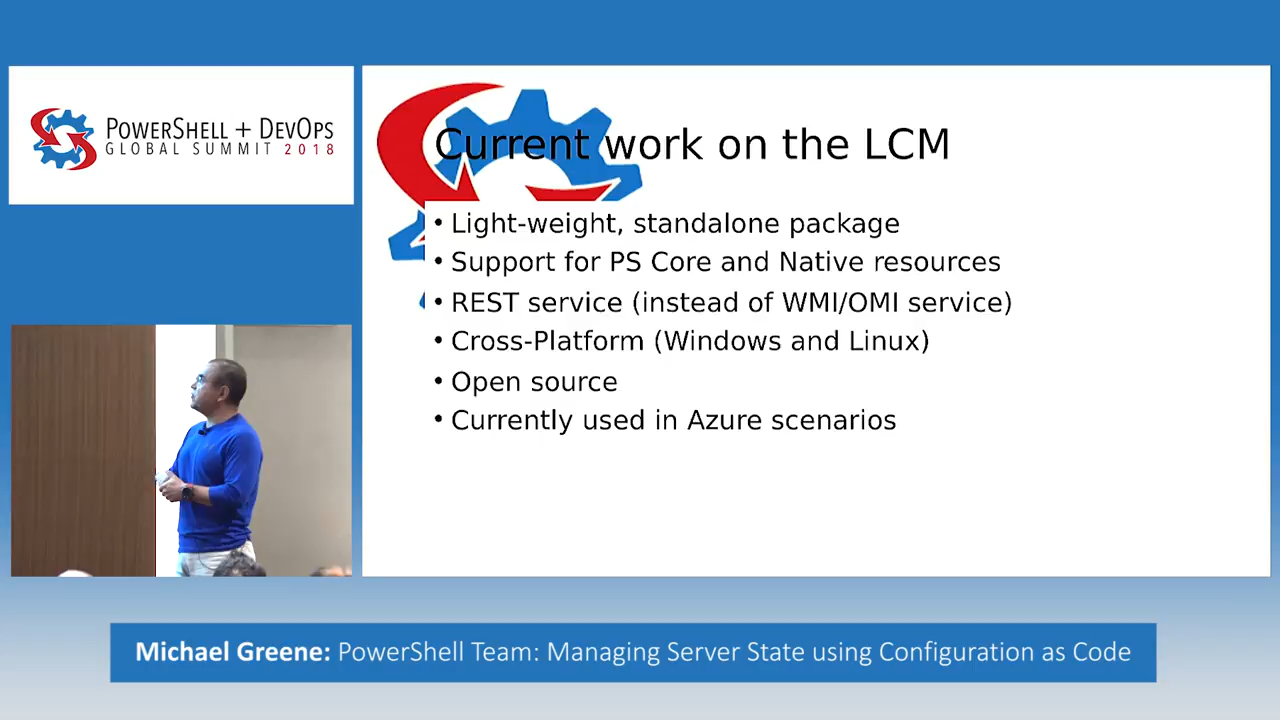 POWERSHELL + DEVOPS
GLOBAL SUMMIT 2018
Current work on the LCM
• Light-weight, standalone package
• Support for PS Core and Native resources
• REST service (instead of WMI/OMI service)
• Cross-Platform (Windows and Linux)
• Open source
• Currently used in Azure scenarios
Michael Greene: PowerShell Team: Managing Server State using Configuration as Code